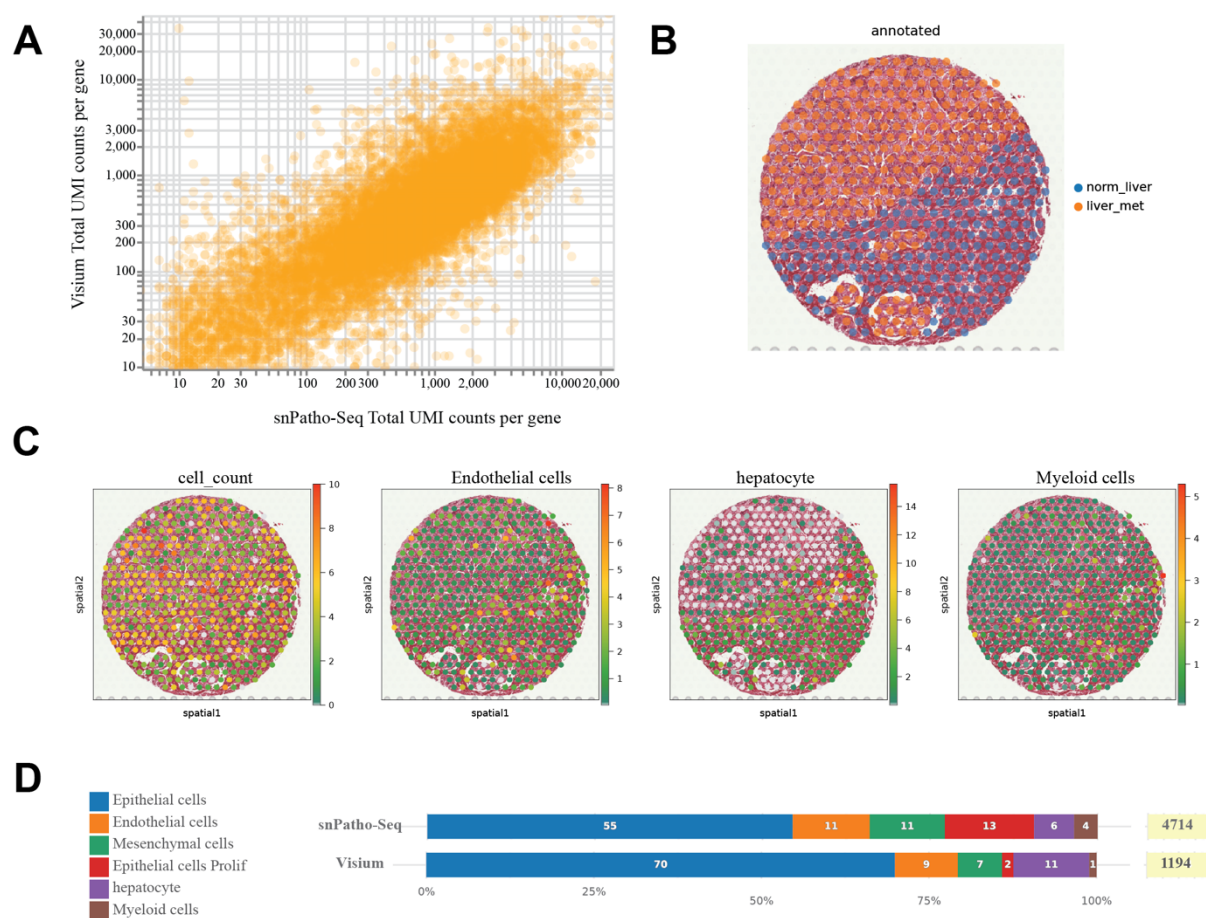 A
Visium Total UMI counts per gene
30,000
20,000
10,000
3,000
2,000
1,000
300
200
100
30
20
10
10 20 30 100 200 300 1,000 2,000 10,000 20,000
snPatho-Seq Total UMI counts per gene
B
annotated
norm_liver
liver_met
C
cell_count
spatial2
spatial1
10
8
6
4
2
0
Endothelial cells
spatial2
spatial1
8
7
6
5
4
3
2
1
hepatocyte
spatial2
spatial1
14
12
10
8
6
4
2
Myeloid cells
spatial2
spatial1
5
4
3
2
1
D
Epithelial cells
Endothelial cells
Mesenchymal cells
Epithelial cells Prolif
hepatocyte
Myeloid cells
snPatho-Seq 55 11 11 13 6 4 4714
Visium 70 9 7 2 11 1 1194
0% 25% 50% 75% 100%